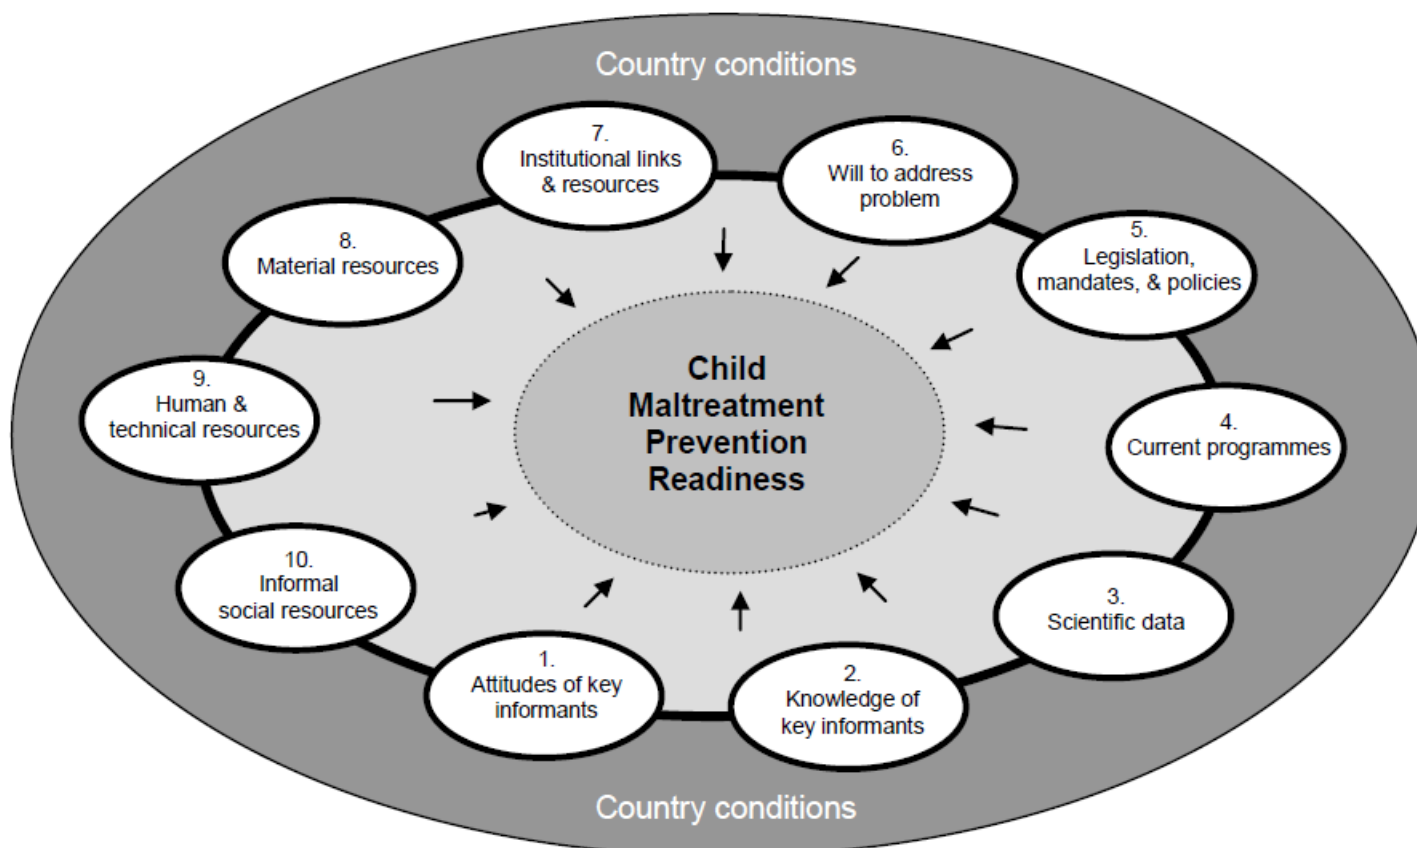 Country conditions
7.
Institutional links
& resources
6.
Will to address
problem
8.
Material resources
5.
Legislation,
mandates, & policies
9.
Human &
technical resources
Child
Maltreatment
Prevention
Readiness
4.
Current programmes
10.
Informal
social resources
3.
Scientific data
1.
Attitudes of key
informants
2.
Knowledge of
key informants
Country conditions